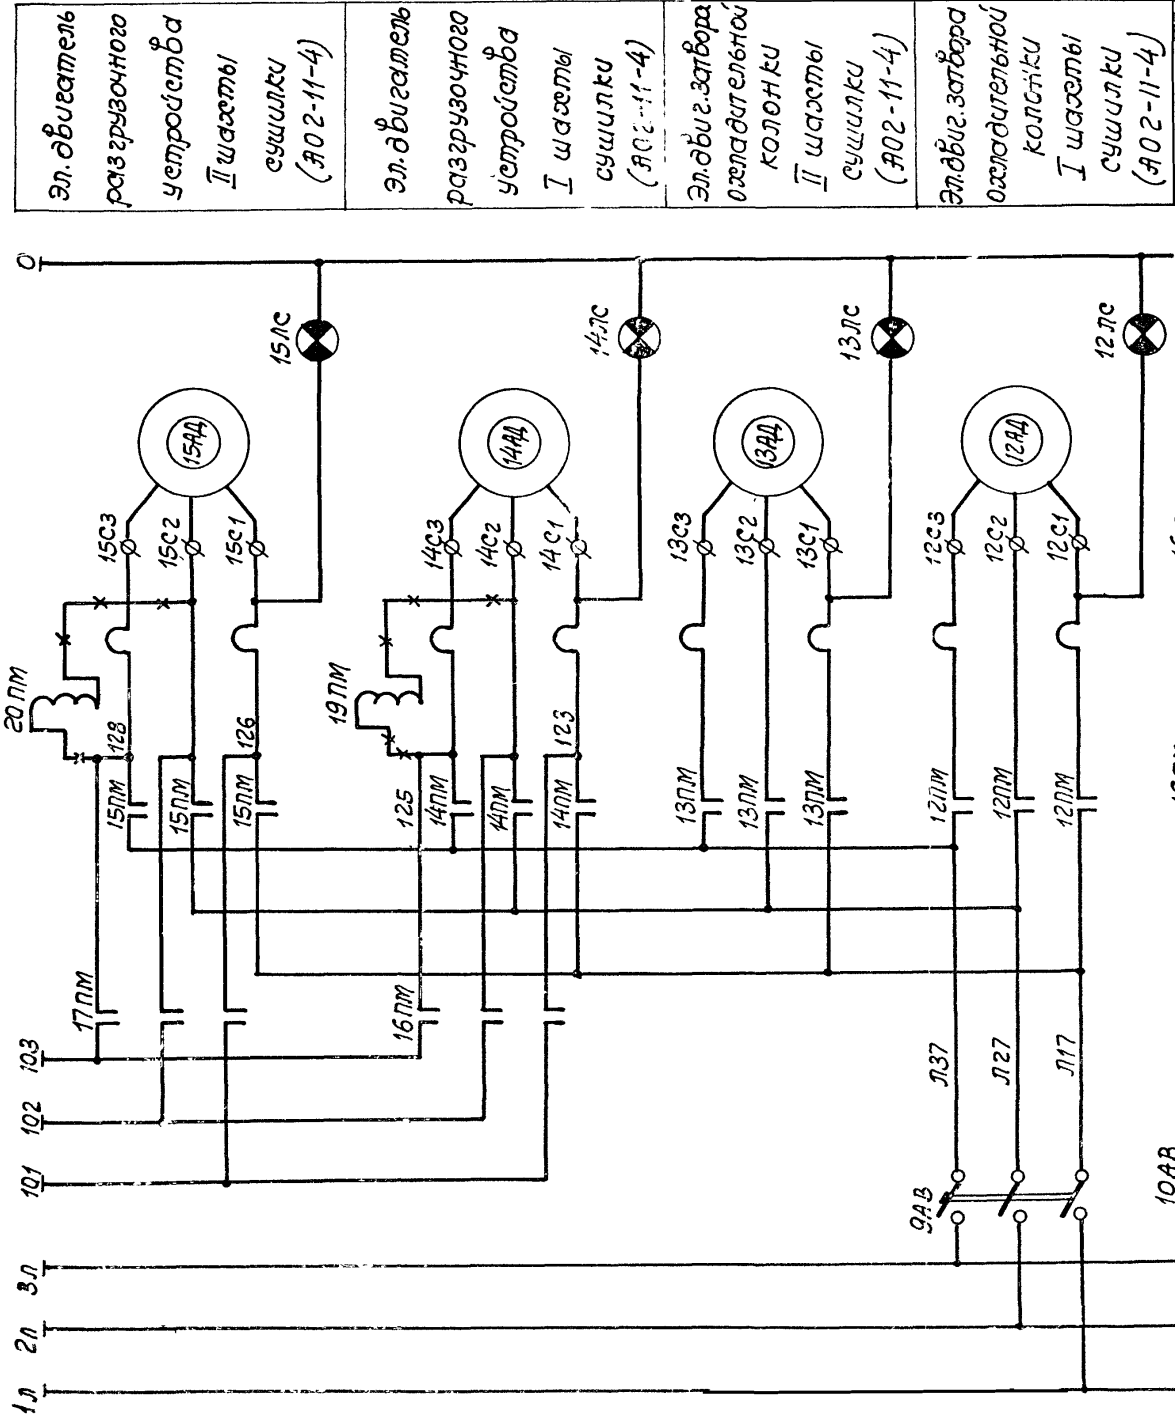 Эл. двигатель
разгрузочного
устройства
II шахты
сушилки
(АО2-11-4)
Эл. двигатель
разгрузочного
устройства
I шахты
сушилки
(АО2-11-4)
Эл. двиг. затвора
охладительной
колонки
II шахты
сушилки
(АО2-11-4)
Эл. двиг. затвора
охладительной
колонки
I шахты
сушилки
(АО2-11-4)
0
15ЛС
14ЛС
13ЛС
12ЛС
15АД
14АД
13АД
12АД
15С3
15С2
15С1
14С3
14С2
14С1
13С3
13С2
13С1
12С3
12С2
12С1
20ПМ
19ПМ
128
126
125
123
15ПМ
15ПМ
15ПМ
14ПМ
14ПМ
14ПМ
13ПМ
13ПМ
13ПМ
12ПМ
12ПМ
12ПМ
17ПМ
16ПМ
103
102
101
Л37
Л27
Л17
9АВ
10АВ
3Л
2Л
1Л